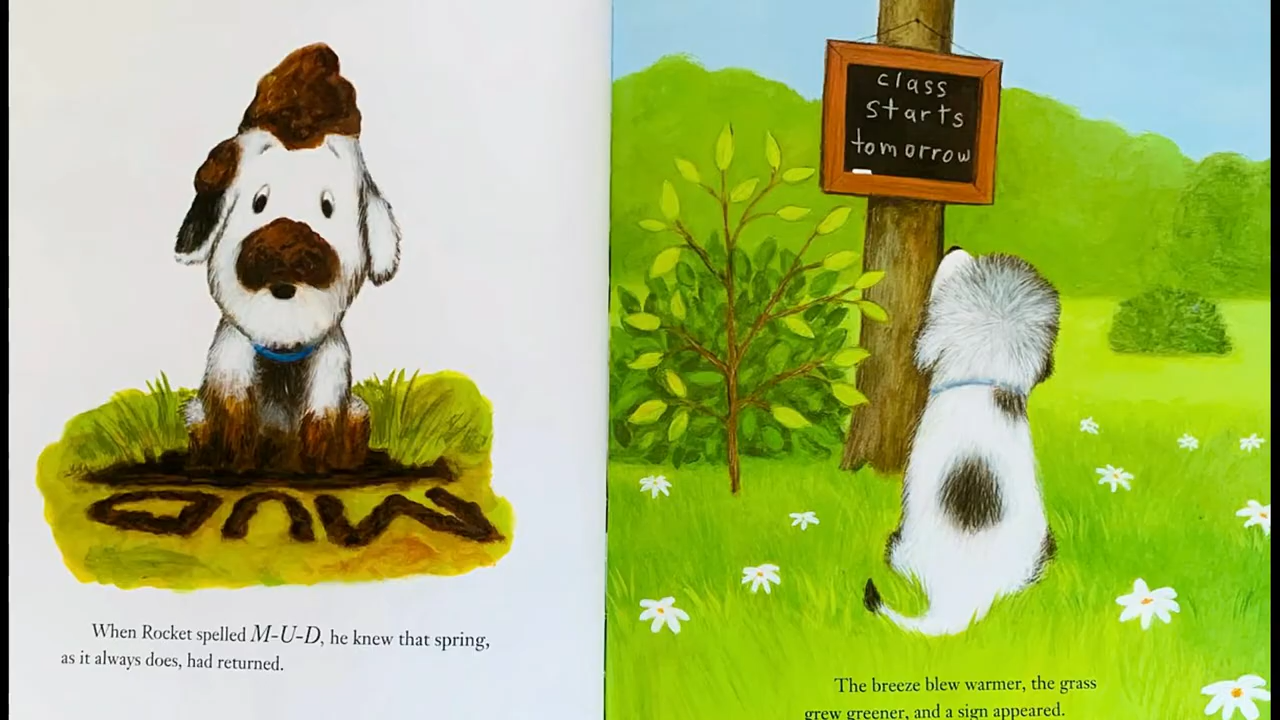 DUM
When Rocket spelled M-U-D, he knew that spring,
as it always does, had returned.
class
starts
tomorrow
The breeze blew warmer, the grass
grew greener, and a sign appeared.